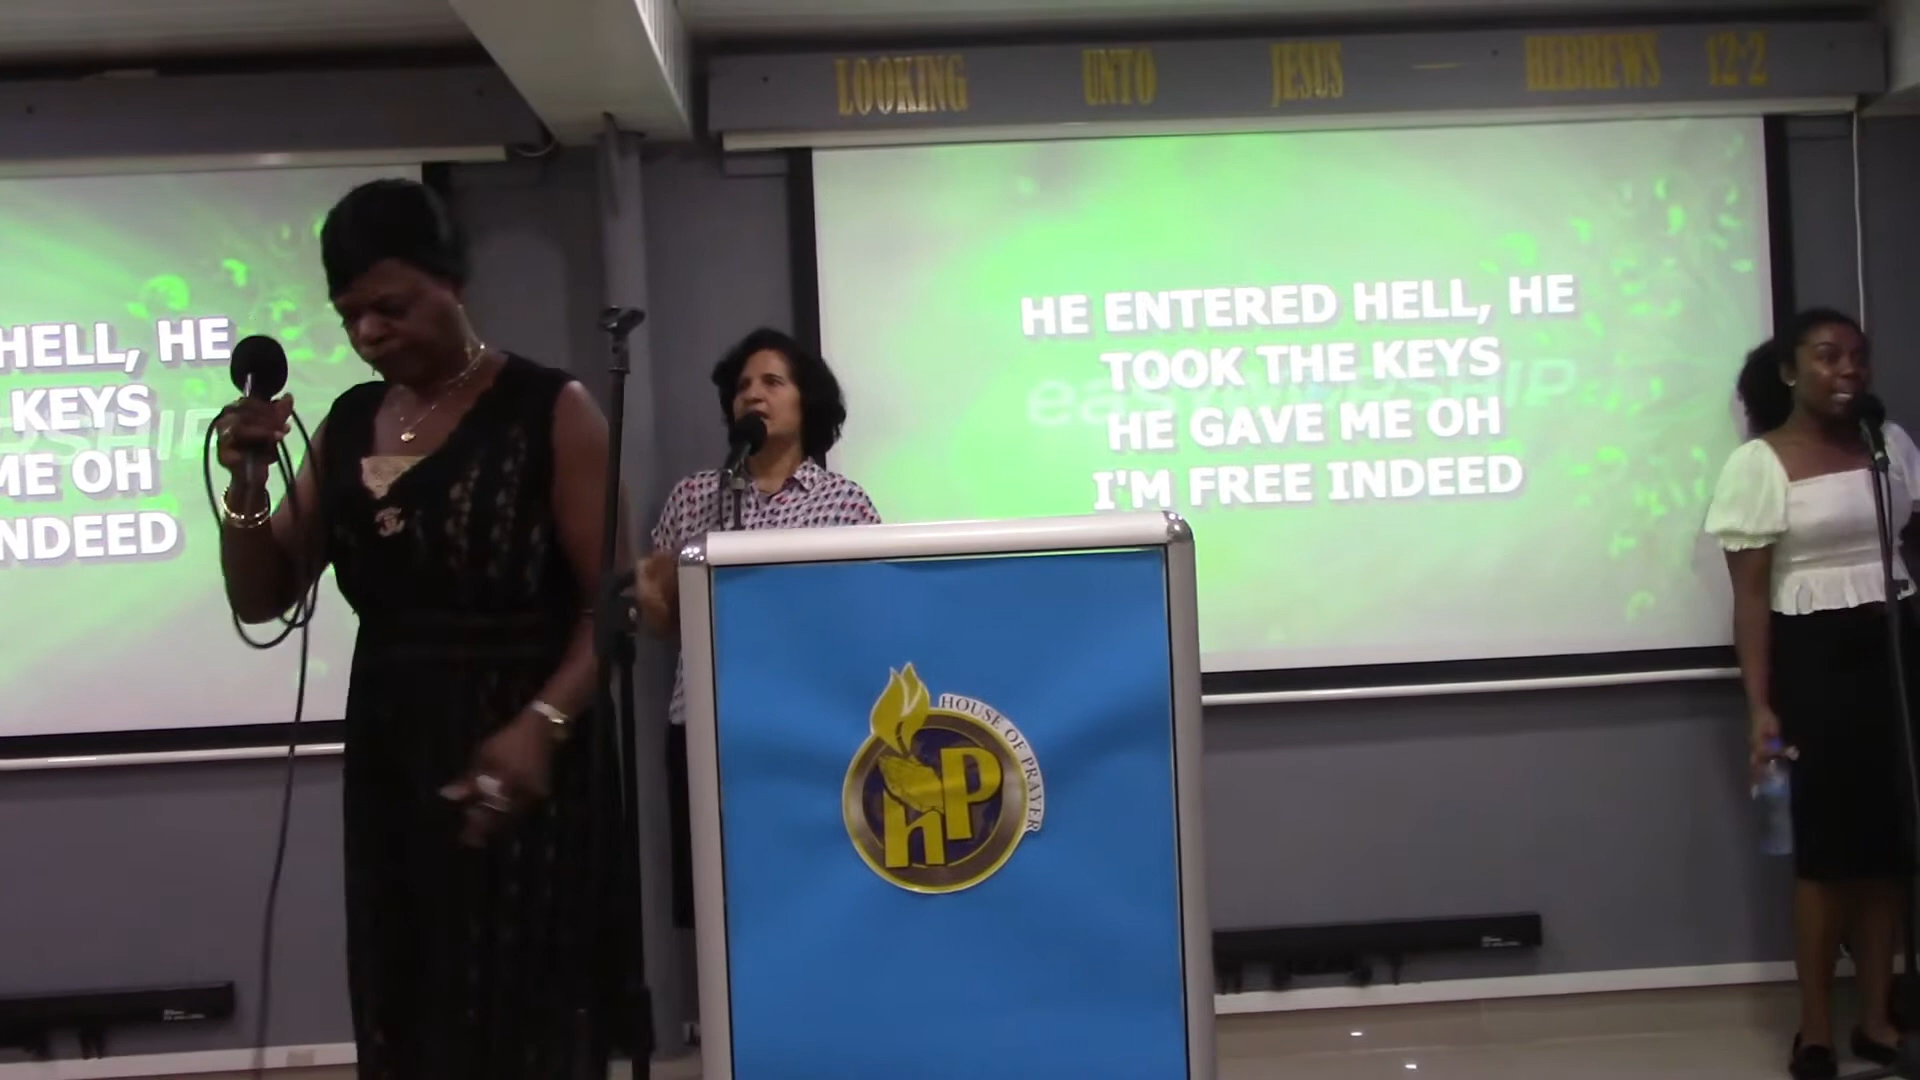 LOOKING UNTO JESUS — HEBREWS 12:2
HELL, HE
KEYS
ME OH
NDEED
HE ENTERED HELL, HE
TOOK THE KEYS
HE GAVE ME OH
I'M FREE INDEED
easyWORSHIP
HOUSE OF PRAYER
hP